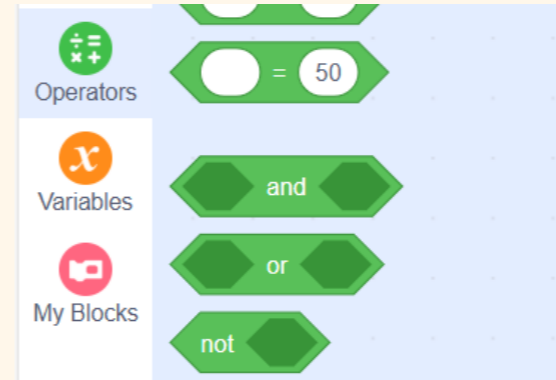 Operators
= 50
Variables
and
or
My Blocks
not